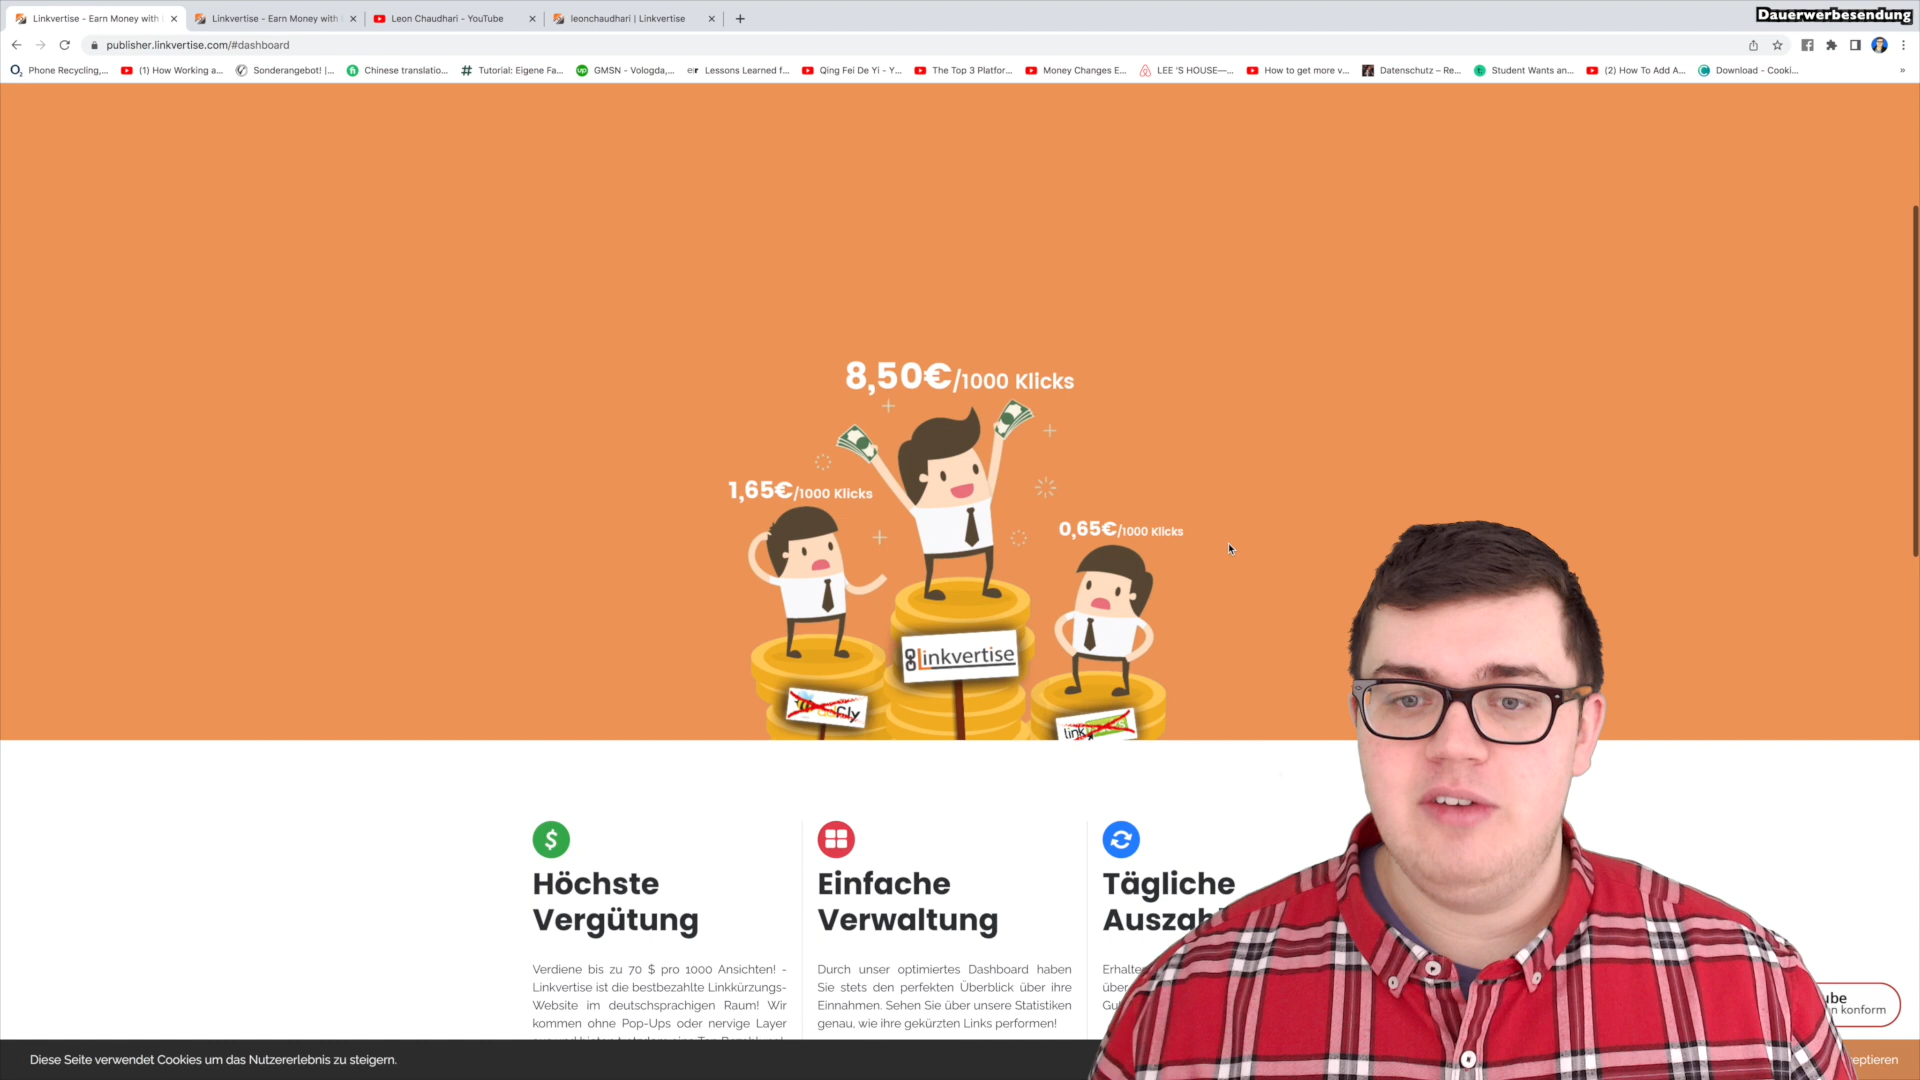 Linkvertise - Earn Money with
Linkvertise - Earn Money with
Leon Chaudhari - YouTube
leonchaudhari | Linkvertise
Dauerwerbesendung
publisher.linkvertise.com/#dashboard
Phone Recycling,...
(1) How Working a...
Sonderangebot! |...
Chinese translatio...
Tutorial: Eigene Fa...
GMSN - Vologda,...
Lessons Learned f...
Qing Fei De Yi - Y...
The Top 3 Platfor...
Money Changes E...
LEE 'S HOUSE—...
How to get more v...
Datenschutz – Re...
Student Wants an...
(2) How To Add A...
Download - Cooki...
8,50€/1000 Klicks
1,65€/1000 Klicks
0,65€/1000 Klicks
Linkvertise
Höchste
Vergütung
Verdiene bis zu 70 $ pro 1000 Ansichten! -
Linkvertise ist die bestbezahlte Linkkürzungs-
Website im deutschsprachigen Raum! Wir
kommen ohne Pop-Ups oder nervige Layer
Einfache
Verwaltung
Durch unser optimiertes Dashboard haben
Sie stets den perfekten Überblick über ihre
Einnahmen. Sehen Sie über unsere Statistiken
genau, wie ihre gekürzten Links performen!
Tägliche
Diese Seite verwendet Cookies um das Nutzererlebnis zu steigern.
konform